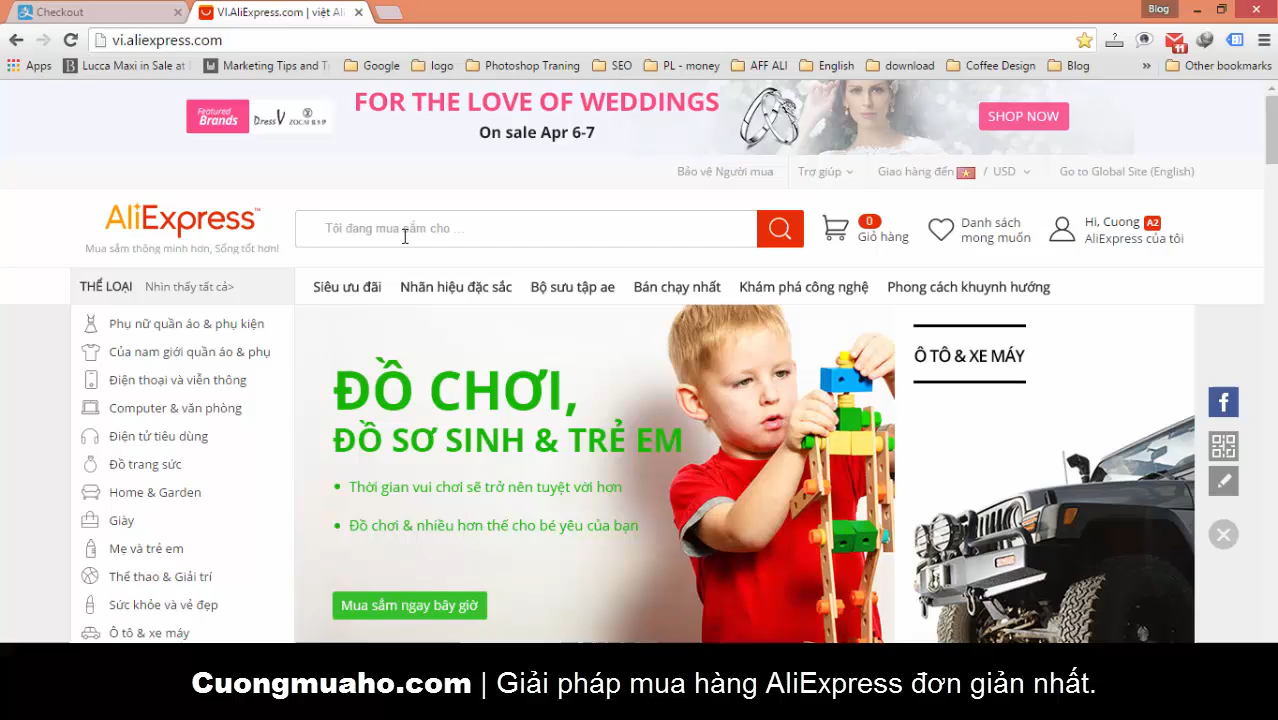 Checkout
VI.AliExpress.com | việt Ali
Blog
vi.aliexpress.com
11
Apps
Lucca Maxi in Sale at
Marketing Tips and T
Google
logo
Photoshop Traning
SEO
PL - money
AFF ALI
English
download
Coffee Design
Blog
»
Other bookmarks
Featured Brands
DressV
FOR THE LOVE OF WEDDINGS
On sale Apr 6-7
SHOP NOW
Bảo vệ Người mua
Trợ giúp
Giao hàng đến / USD
Go to Global Site (English)
AliExpress™
Mua sắm thông minh hơn, Sống tốt hơn!
Tôi đang mua sắm cho ...
0
Giỏ hàng
Danh sách
mong muốn
Hi, Cuong A2
AliExpress của tôi
THỂ LOẠI Nhìn thấy tất cả>
Siêu ưu đãi
Nhãn hiệu đặc sắc
Bộ sưu tập ae
Bán chạy nhất
Khám phá công nghệ
Phong cách khuynh hướng
Phụ nữ quần áo & phụ kiện
Của nam giới quần áo & phụ
Điện thoại và viễn thông
Computer & văn phòng
Điện tử tiêu dùng
Đồ trang sức
Home & Garden
Giày
Mẹ và trẻ em
Thể thao & Giải trí
Sức khỏe và vẻ đẹp
Ô tô & xe máy
ĐỒ CHƠI,
ĐỒ SƠ SINH & TRẺ EM
Thời gian vui chơi sẽ trở nên tuyệt vời hơn
Đồ chơi & nhiều hơn thế cho bé yêu của bạn
Mua sắm ngay bây giờ
Ô TÔ & XE MÁY
Cuongmuaho.com | Giải pháp mua hàng AliExpress đơn giản nhất.